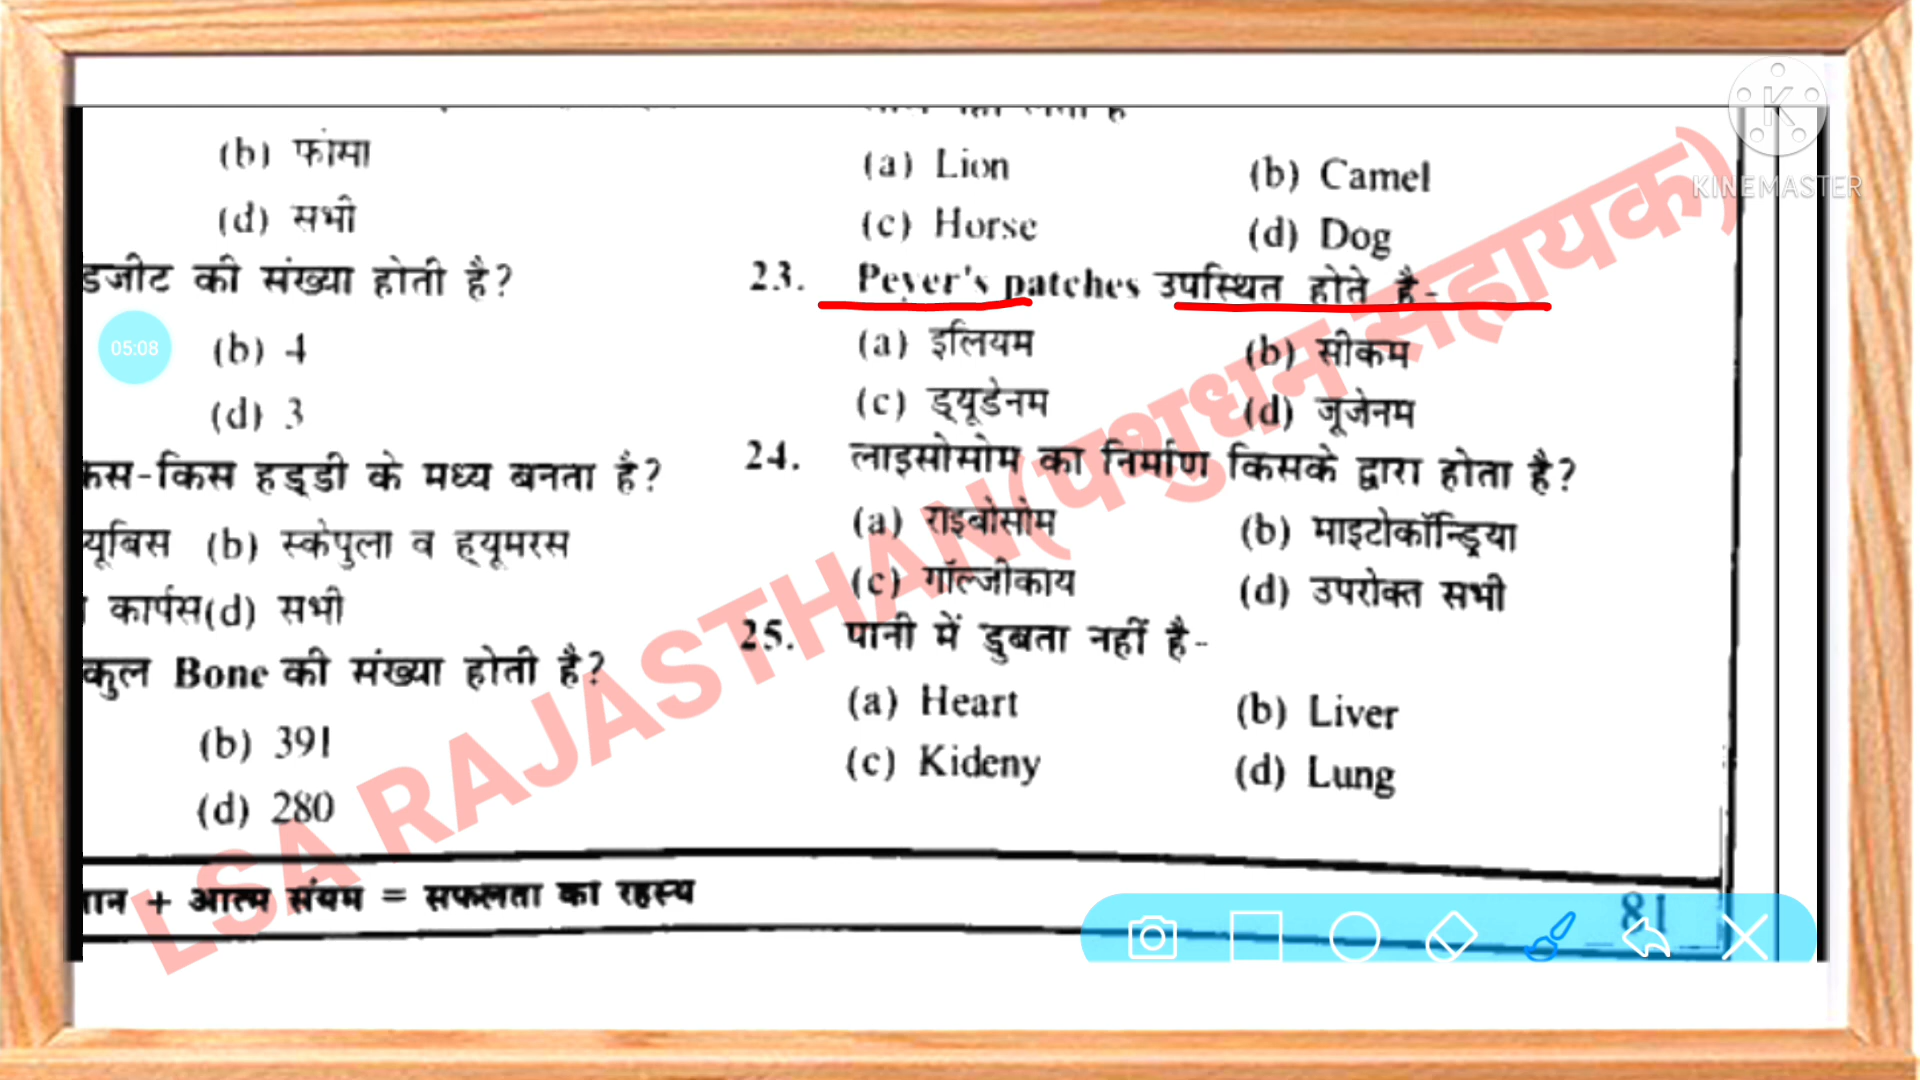 (b) फांसा
(d) सभी
डजीट की संख्या होती है?
(b) 4
(d) 3
कस-किस हड्डी के मध्य बनता है?
यूबिस (b) स्केपुला व ह्यूमरस
कार्पस(d) सभी
कुल Bone की संख्या होती है?
(b) 391
(d) 280
(a) Lion (b) Camel
(c) Horse (d) Dog
23. Peyer's patches उपस्थित होते है-
(a) इलियम (b) सीकम
(c) ड्यूडेनम (d) जूजेनम
24. लाइसोसोम का निर्माण किसके द्वारा होता है?
(a) राइबोसोम (b) माइटोकॉन्ड्रिया
(c) गॉल्जीकाय (d) उपरोक्त सभी
25. पानी में डुबता नहीं है-
(a) Heart (b) Liver
(c) Kideny (d) Lung
+ आत्म संयम = सफलता का रहस्य
81
05:08
K
KINEMASTER
LSA RAJASTHAN(पशुधन सहायक)